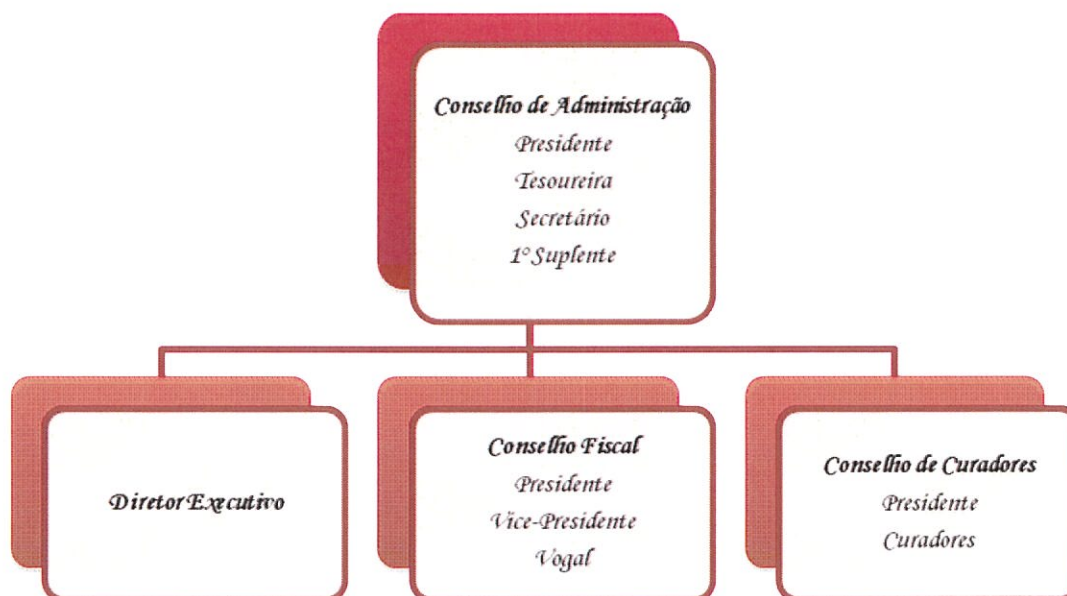 Conselho de Administração
Presidente
Tesoureira
Secretário
1º Suplente
Diretor Executivo
Conselho Fiscal
Presidente
Vice-Presidente
Vogal
Conselho de Curadores
Presidente
Curadores